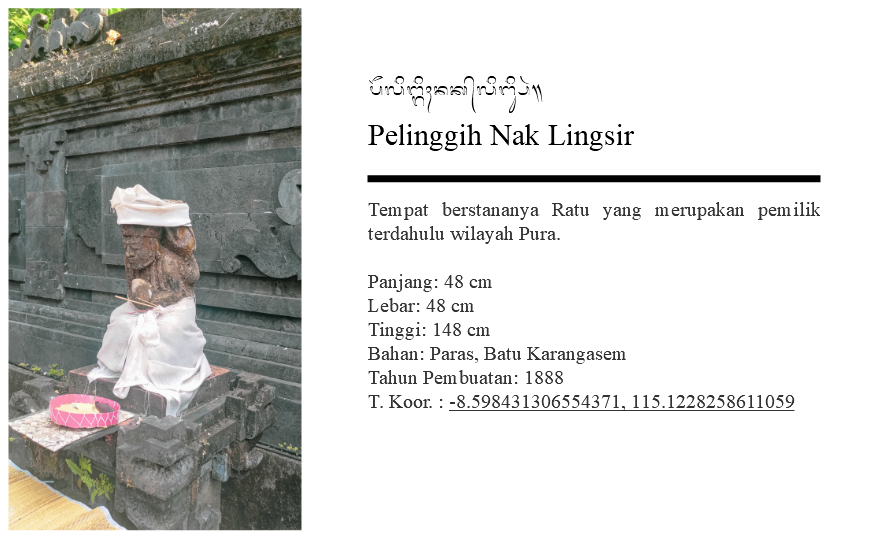 ᬧᭂᬮᬶᬗ᭄ᬕᬶᬄᬦᬓ᭄ᬮᬶᬗ᭄ᬲᬶᬃ᭟
Pelinggih Nak Lingsir
Tempat berstananya Ratu yang merupakan pemilik
terdahulu wilayah Pura.
Panjang: 48 cm
Lebar: 48 cm
Tinggi: 148 cm
Bahan: Paras, Batu Karangasem
Tahun Pembuatan: 1888
T. Koor. : -8.598431306554371, 115.1228258611059